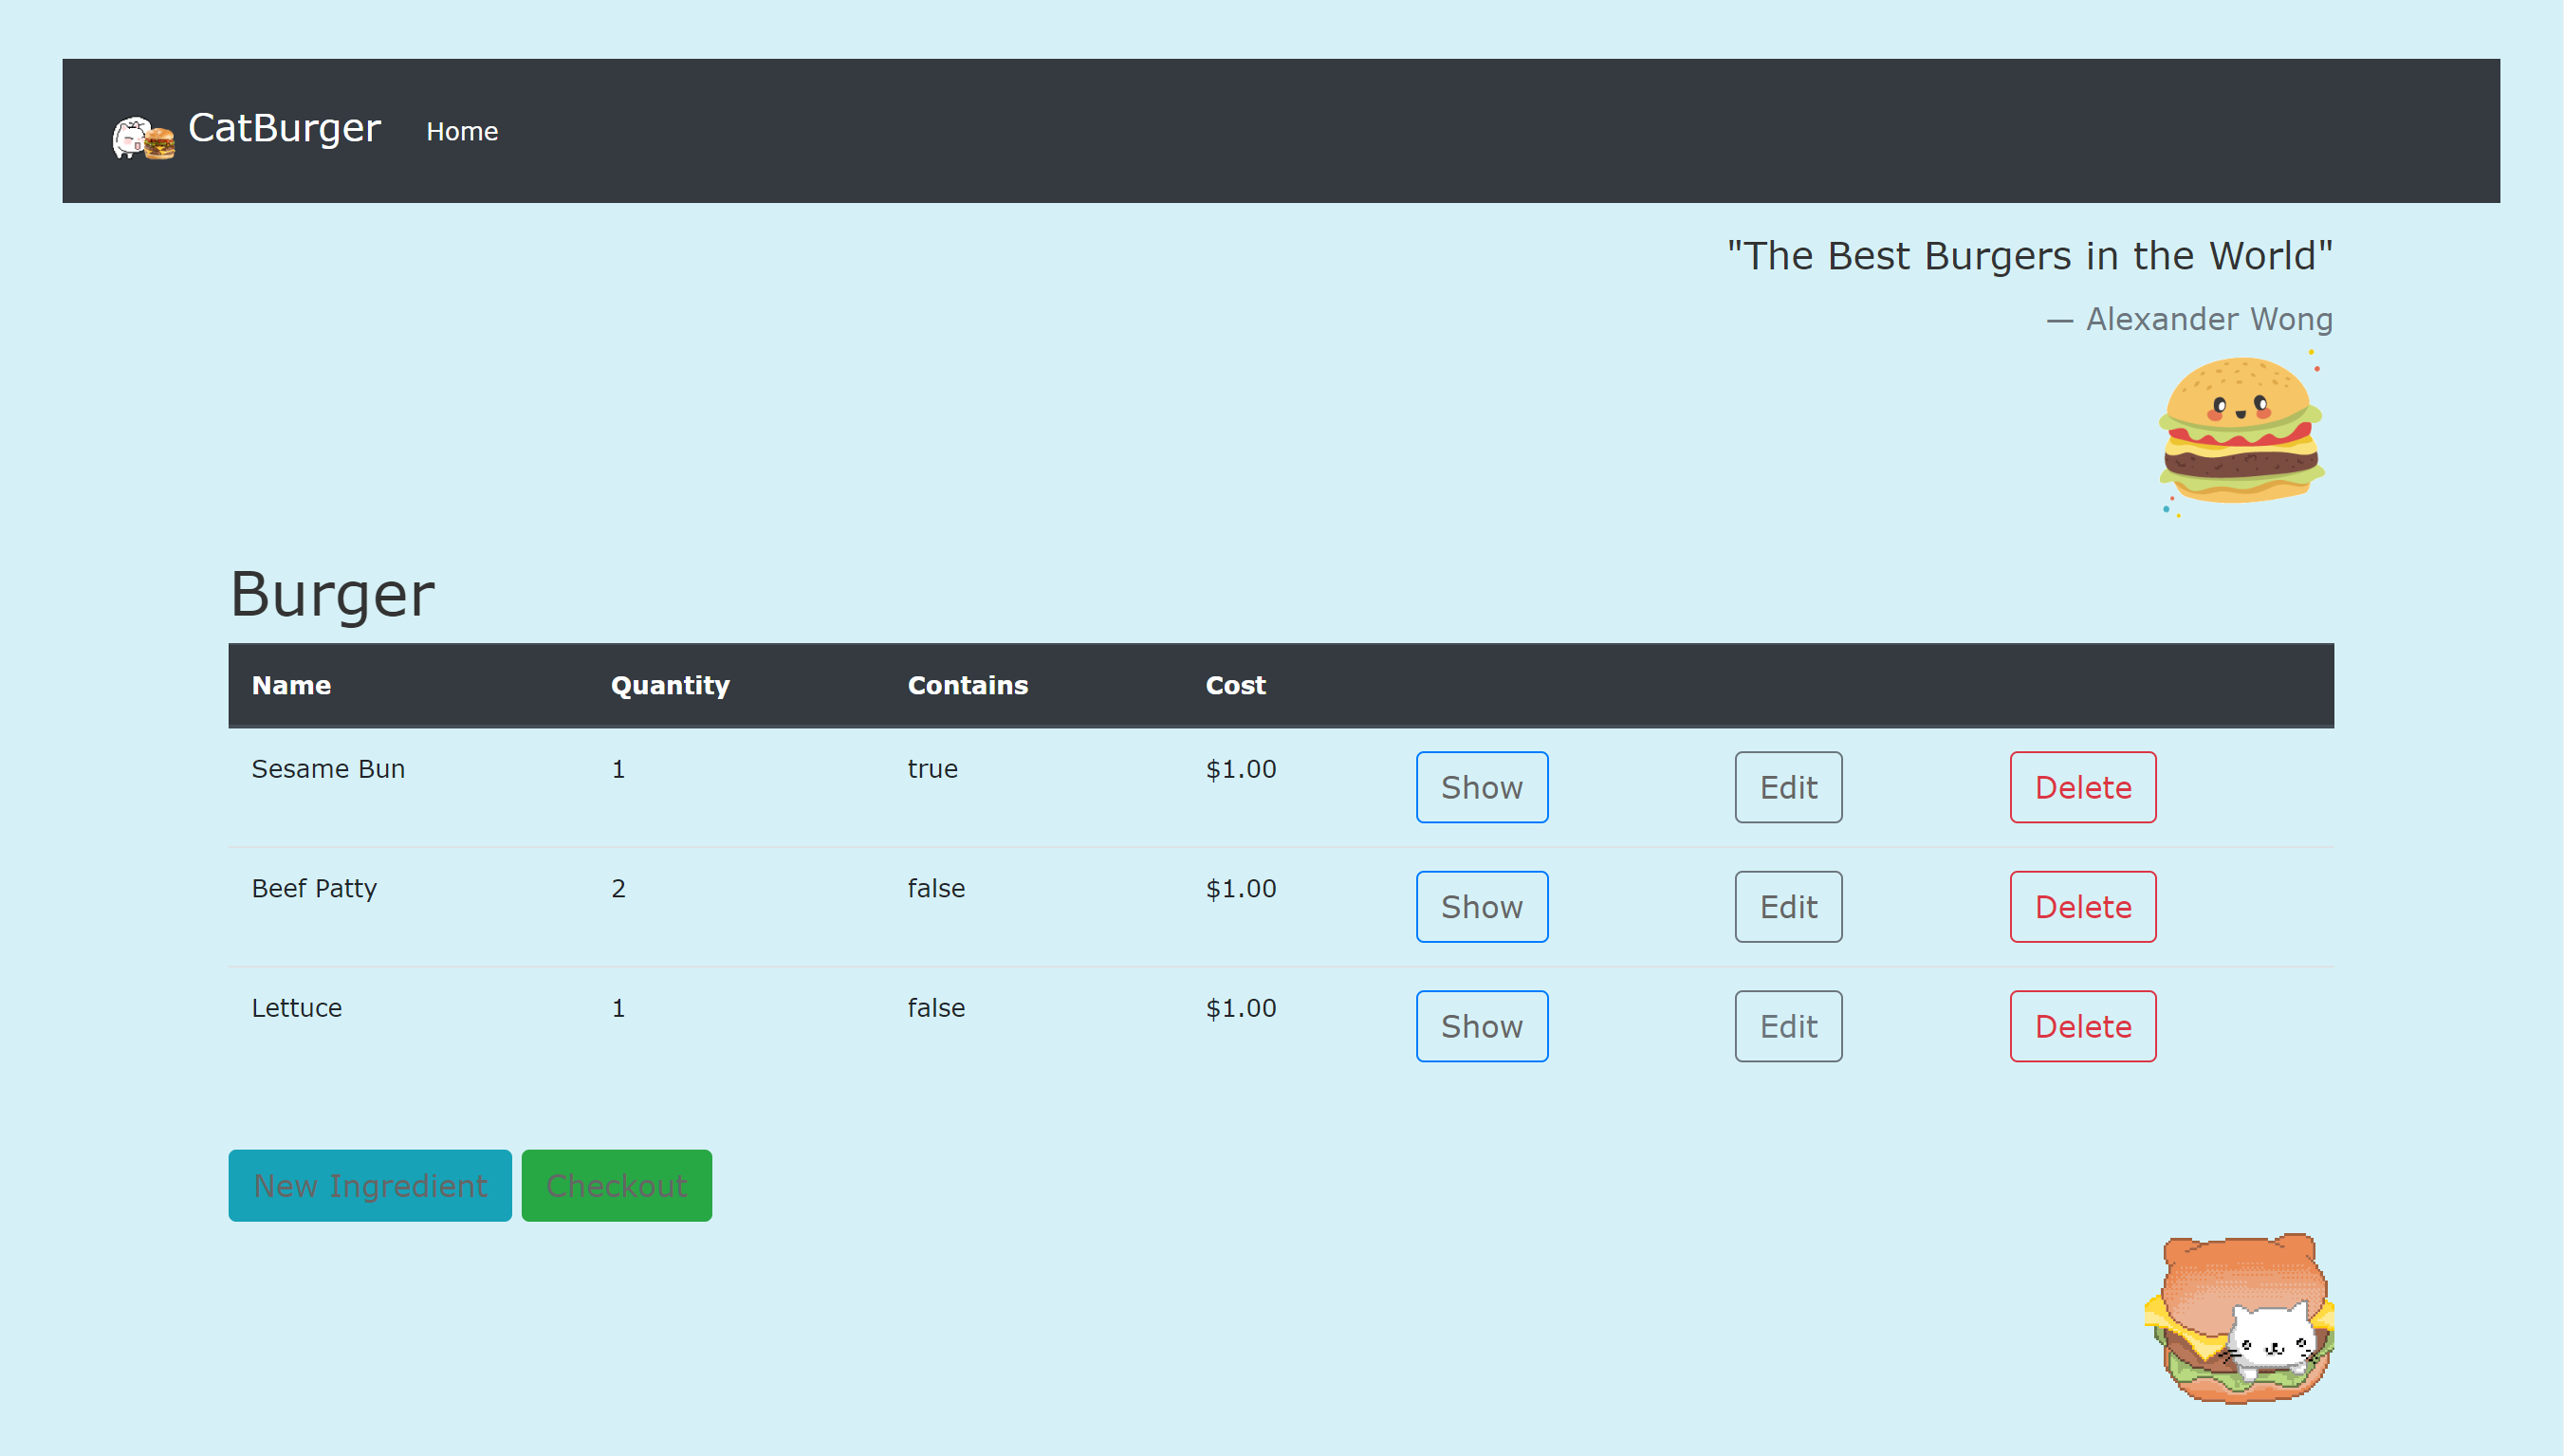 CatBurger Home
"The Best Burgers in the World"
— Alexander Wong
Burger
Name Quantity Contains Cost
Sesame Bun 1 true $1.00 Show Edit Delete
Beef Patty 2 false $1.00 Show Edit Delete
Lettuce 1 false $1.00 Show Edit Delete
New Ingredient Checkout